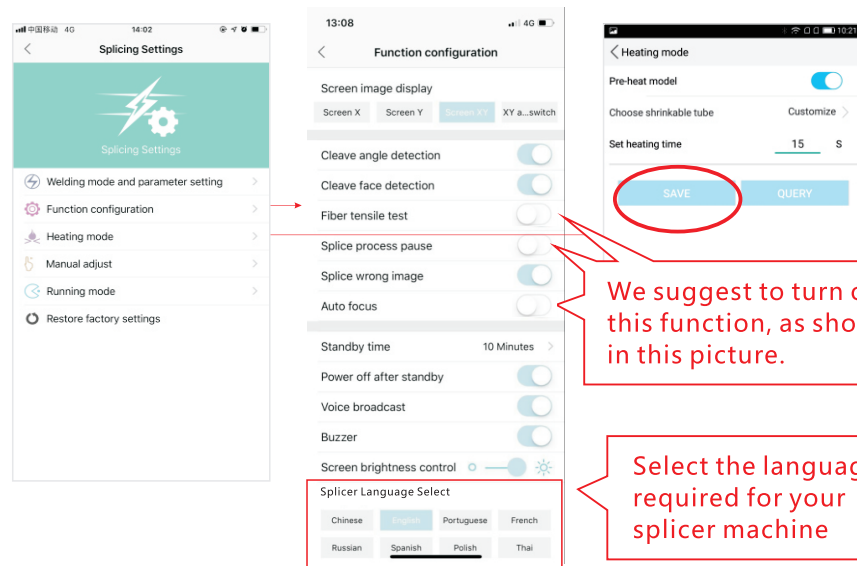 中国移动 4G 14:02
Splicing Settings
Splicing Settings
Welding mode and parameter setting
Function configuration
Heating mode
Manual adjust
Running mode
Restore factory settings
13:08 4G
Function configuration
Screen image display
Screen X Screen Y Screen XY XY a...switch
Cleave angle detection
Cleave face detection
Fiber tensile test
Splice process pause
Splice wrong image
Auto focus
Standby time 10 Minutes
Power off after standby
Voice broadcast
Buzzer
Screen brightness control
Splicer Language Select
Chinese English Portuguese French
Russian Spanish Polish Thai
10:21
Heating mode
Pre-heat model
Choose shrinkable tube Customize
Set heating time 15 S
SAVE QUERY
We suggest to turn
this function, as sho
in this picture.
Select the languag
required for your
splicer machine